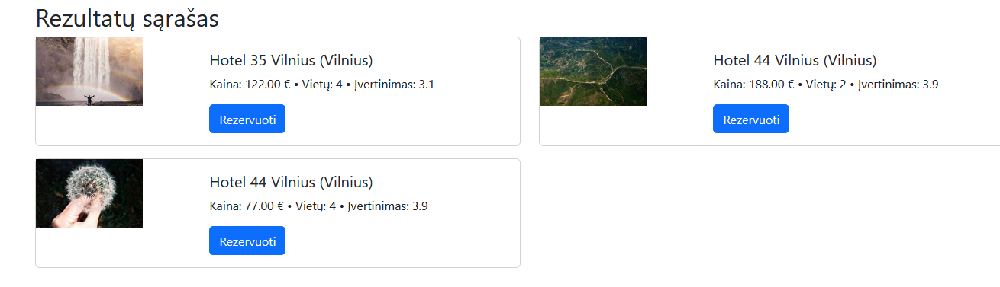 Rezultatų sąrašas
Hotel 35 Vilnius (Vilnius)
Kaina: 122.00 € • Vietų: 4 • Įvertinimas: 3.1
Rezervuoti
Hotel 44 Vilnius (Vilnius)
Kaina: 188.00 € • Vietų: 2 • Įvertinimas: 3.9
Rezervuoti
Hotel 44 Vilnius (Vilnius)
Kaina: 77.00 € • Vietų: 4 • Įvertinimas: 3.9
Rezervuoti